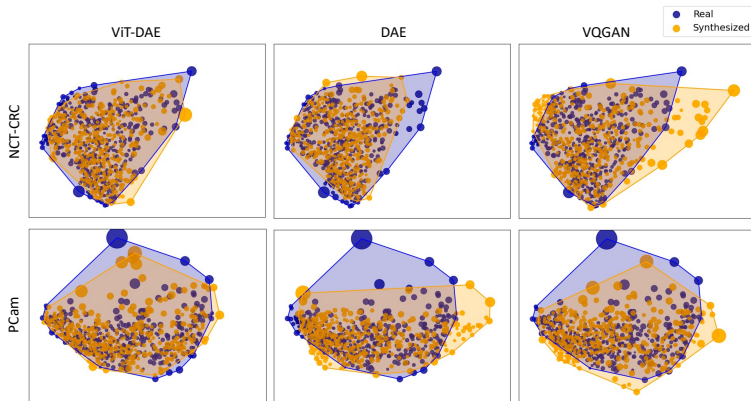 Real
Synthesized
ViT-DAE DAE VQGAN
NCT-CRC
PCam